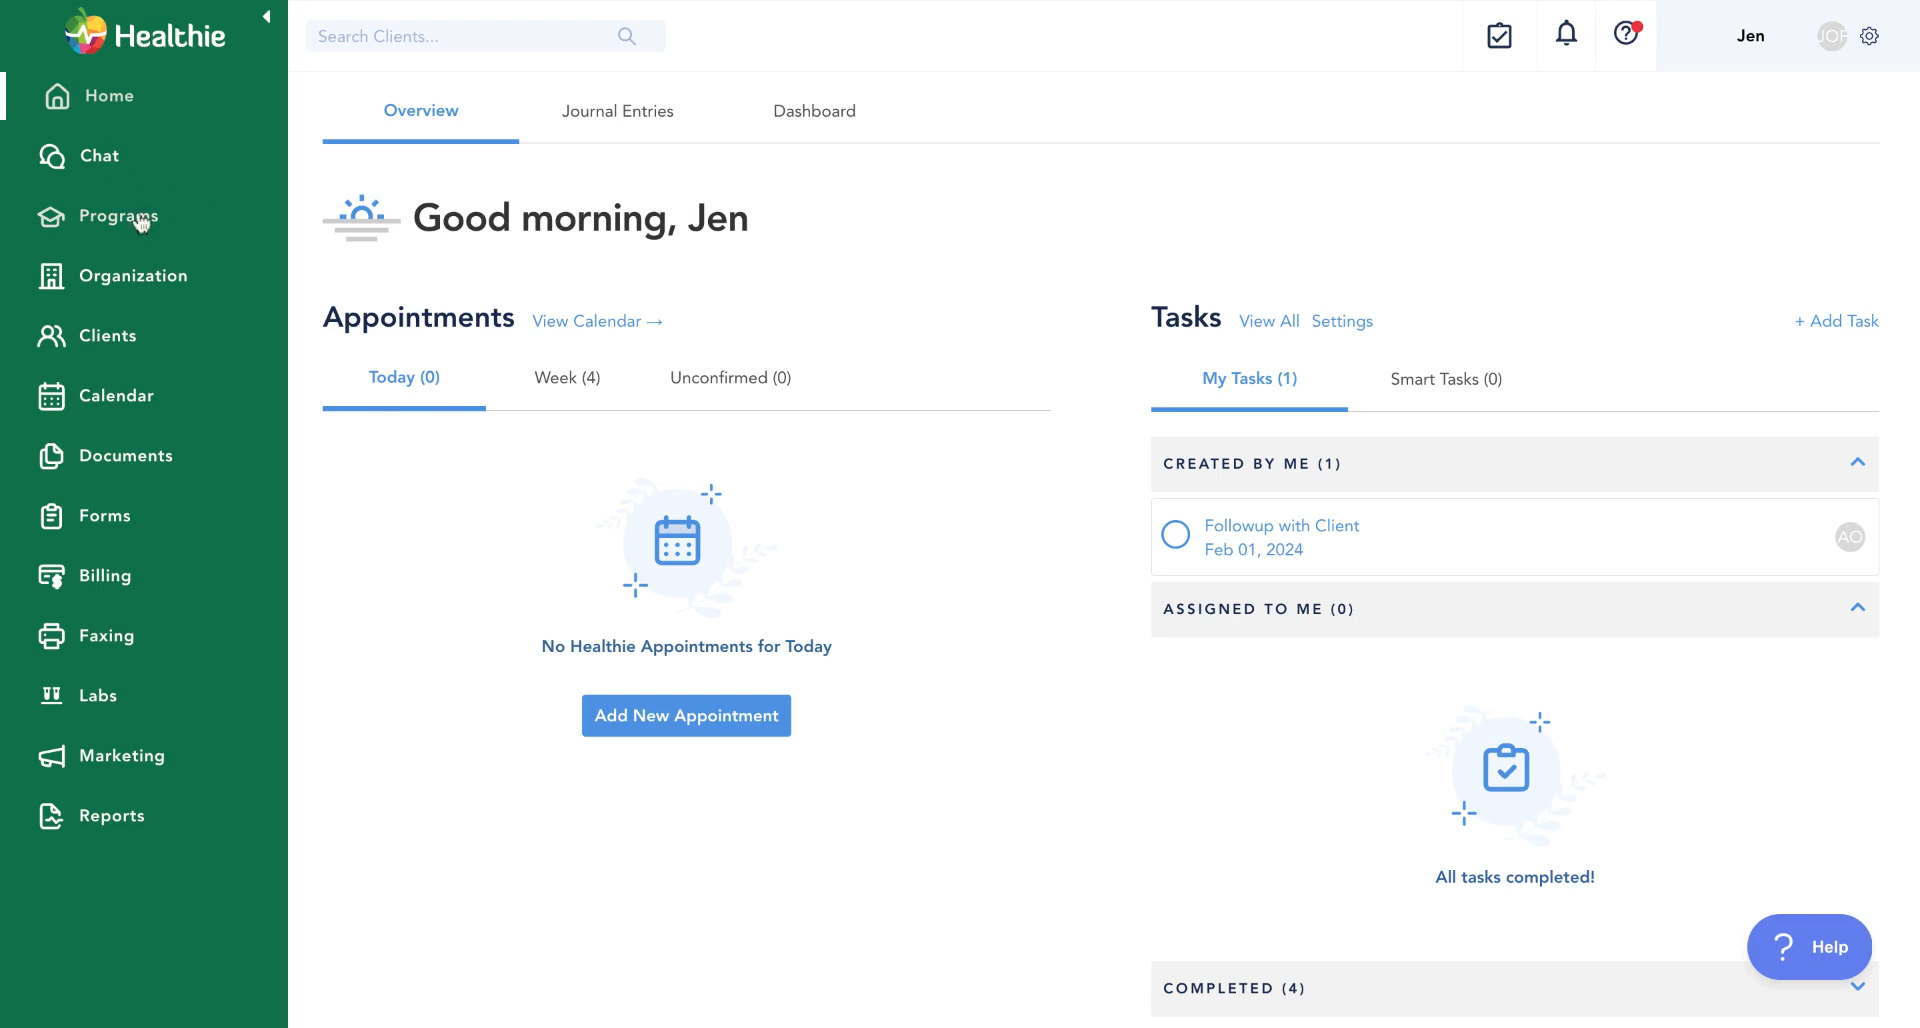 Healthie
Search Clients...
Jen
JOF
Home
Chat
Programs
Organization
Clients
Calendar
Documents
Forms
Billing
Faxing
Labs
Marketing
Reports
Overview
Journal Entries
Dashboard
Good morning, Jen
Appointments
View Calendar →
Today (0)
Week (4)
Unconfirmed (0)
No Healthie Appointments for Today
Add New Appointment
Tasks
View All
Settings
+ Add Task
My Tasks (1)
Smart Tasks (0)
CREATED BY ME (1)
Followup with Client
Feb 01, 2024
AO
ASSIGNED TO ME (0)
All tasks completed!
? Help
COMPLETED (4)